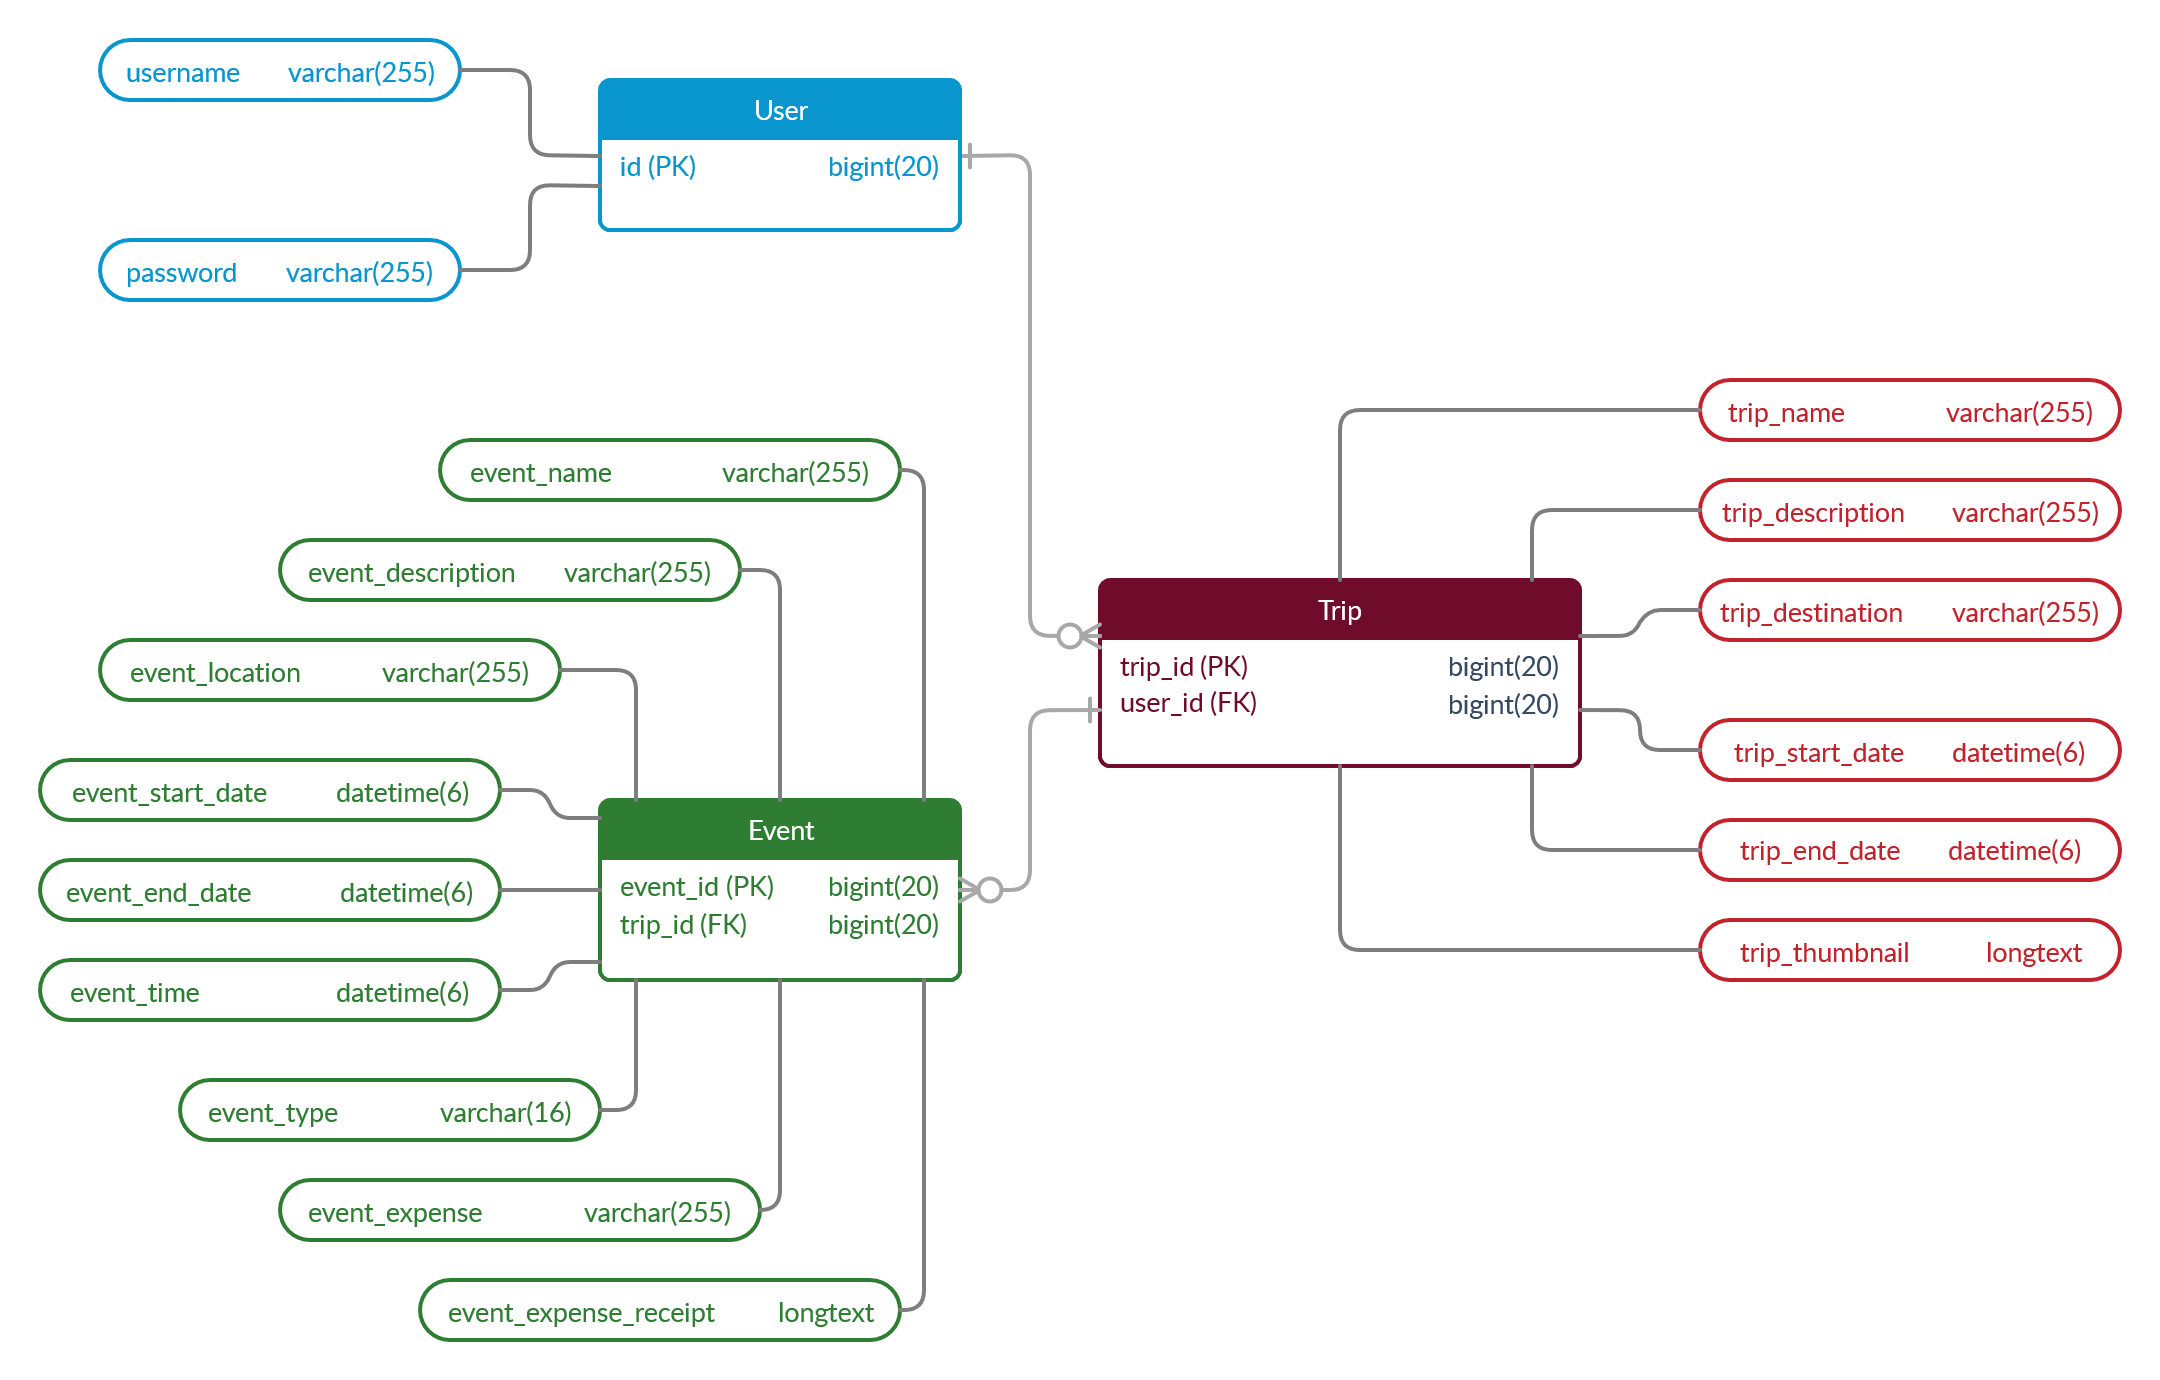 username varchar(255)
User
id (PK) bigint(20)
password varchar(255)
trip_name varchar(255)
event_name varchar(255)
trip_description varchar(255)
event_description varchar(255)
Trip
trip_destination varchar(255)
trip_id (PK) bigint(20)
user_id (FK) bigint(20)
event_location varchar(255)
trip_start_date datetime(6)
event_start_date datetime(6)
Event
trip_end_date datetime(6)
event_id (PK) bigint(20)
trip_id (FK) bigint(20)
event_end_date datetime(6)
trip_thumbnail longtext
event_time datetime(6)
event_type varchar(16)
event_expense varchar(255)
event_expense_receipt longtext